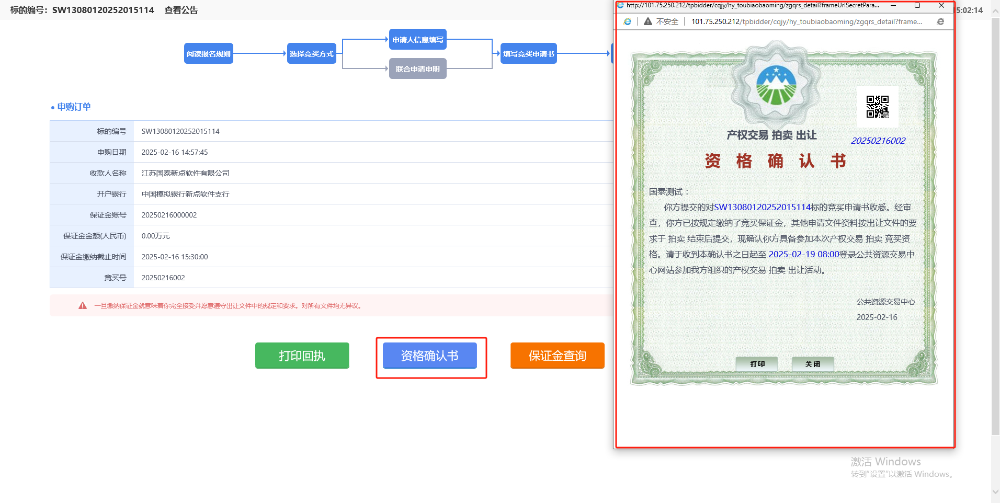 标的编号：SW13080120252015114 查看公告
5:02:14
阅读报名规则
选择竞买方式
申请人信息填写
联合申请申明
填写竞买申请书
申购订单
标的编号 SW13080120252015114
申购日期 2025-02-16 14:57:45
收款人名称 江苏国泰新点软件有限公司
开户银行 中国模拟银行新点软件支行
保证金账号 20250216000002
保证金金额(人民币) 0.00万元
保证金缴纳截止时间 2025-02-16 15:30:00
竞买号 20250216002
一旦缴纳保证金就意味着你完全接受并愿意遵守出让文件中的规定和要求。对所有文件均无异议。
打印回执
资格确认书
保证金查询
http://101.75.250.212/tpbidder/cqjy/hy_toubiaobaoming/zgqrs_detail?frameUrlSecretPara...
不安全 101.75.250.212/tpbidder/cqjy/hy_toubiaobaoming/zgqrs_detail?frame...
产权交易 拍卖 出让
20250216002
资 格 确 认 书
国泰测试：
你方提交的对SW13080120252015114标的竞买申请书收悉。经审
查，你方已按规定缴纳了竞买保证金，其他申请文件资料按出让文件的要
求于 拍卖 结束后提交，现确认你方具备参加本次产权交易 拍卖 竞买资
格。请于收到本确认书之日起至 2025-02-19 08:00登录公共资源交易中
心网站参加我方组织的产权交易 拍卖 出让活动。
公共资源交易中心
2025-02-16
打印
关闭
激活 Windows
转到“设置”以激活 Windows。